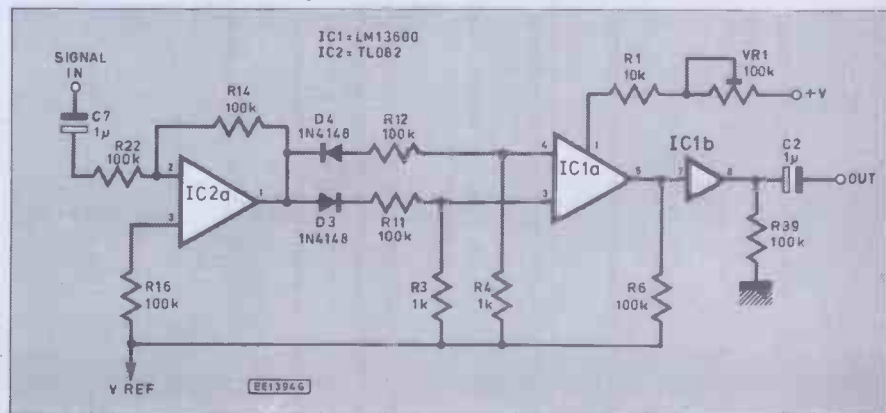 IC1=LM13600
IC2=TL082
SIGNAL
IN
C7
1µ
R22
100k
R14
100k
2
3
IC2a
1
R16
100k
V REF
D4
1N4148
R12
100k
D3
1N4148
R11
100k
R3
1k
R4
1k
4
3
IC1a
1
5
R1
10k
VR1
100k
+V
IC1b
7
8
C2
1µ
OUT
R6
100k
R39
100k
EE1394G